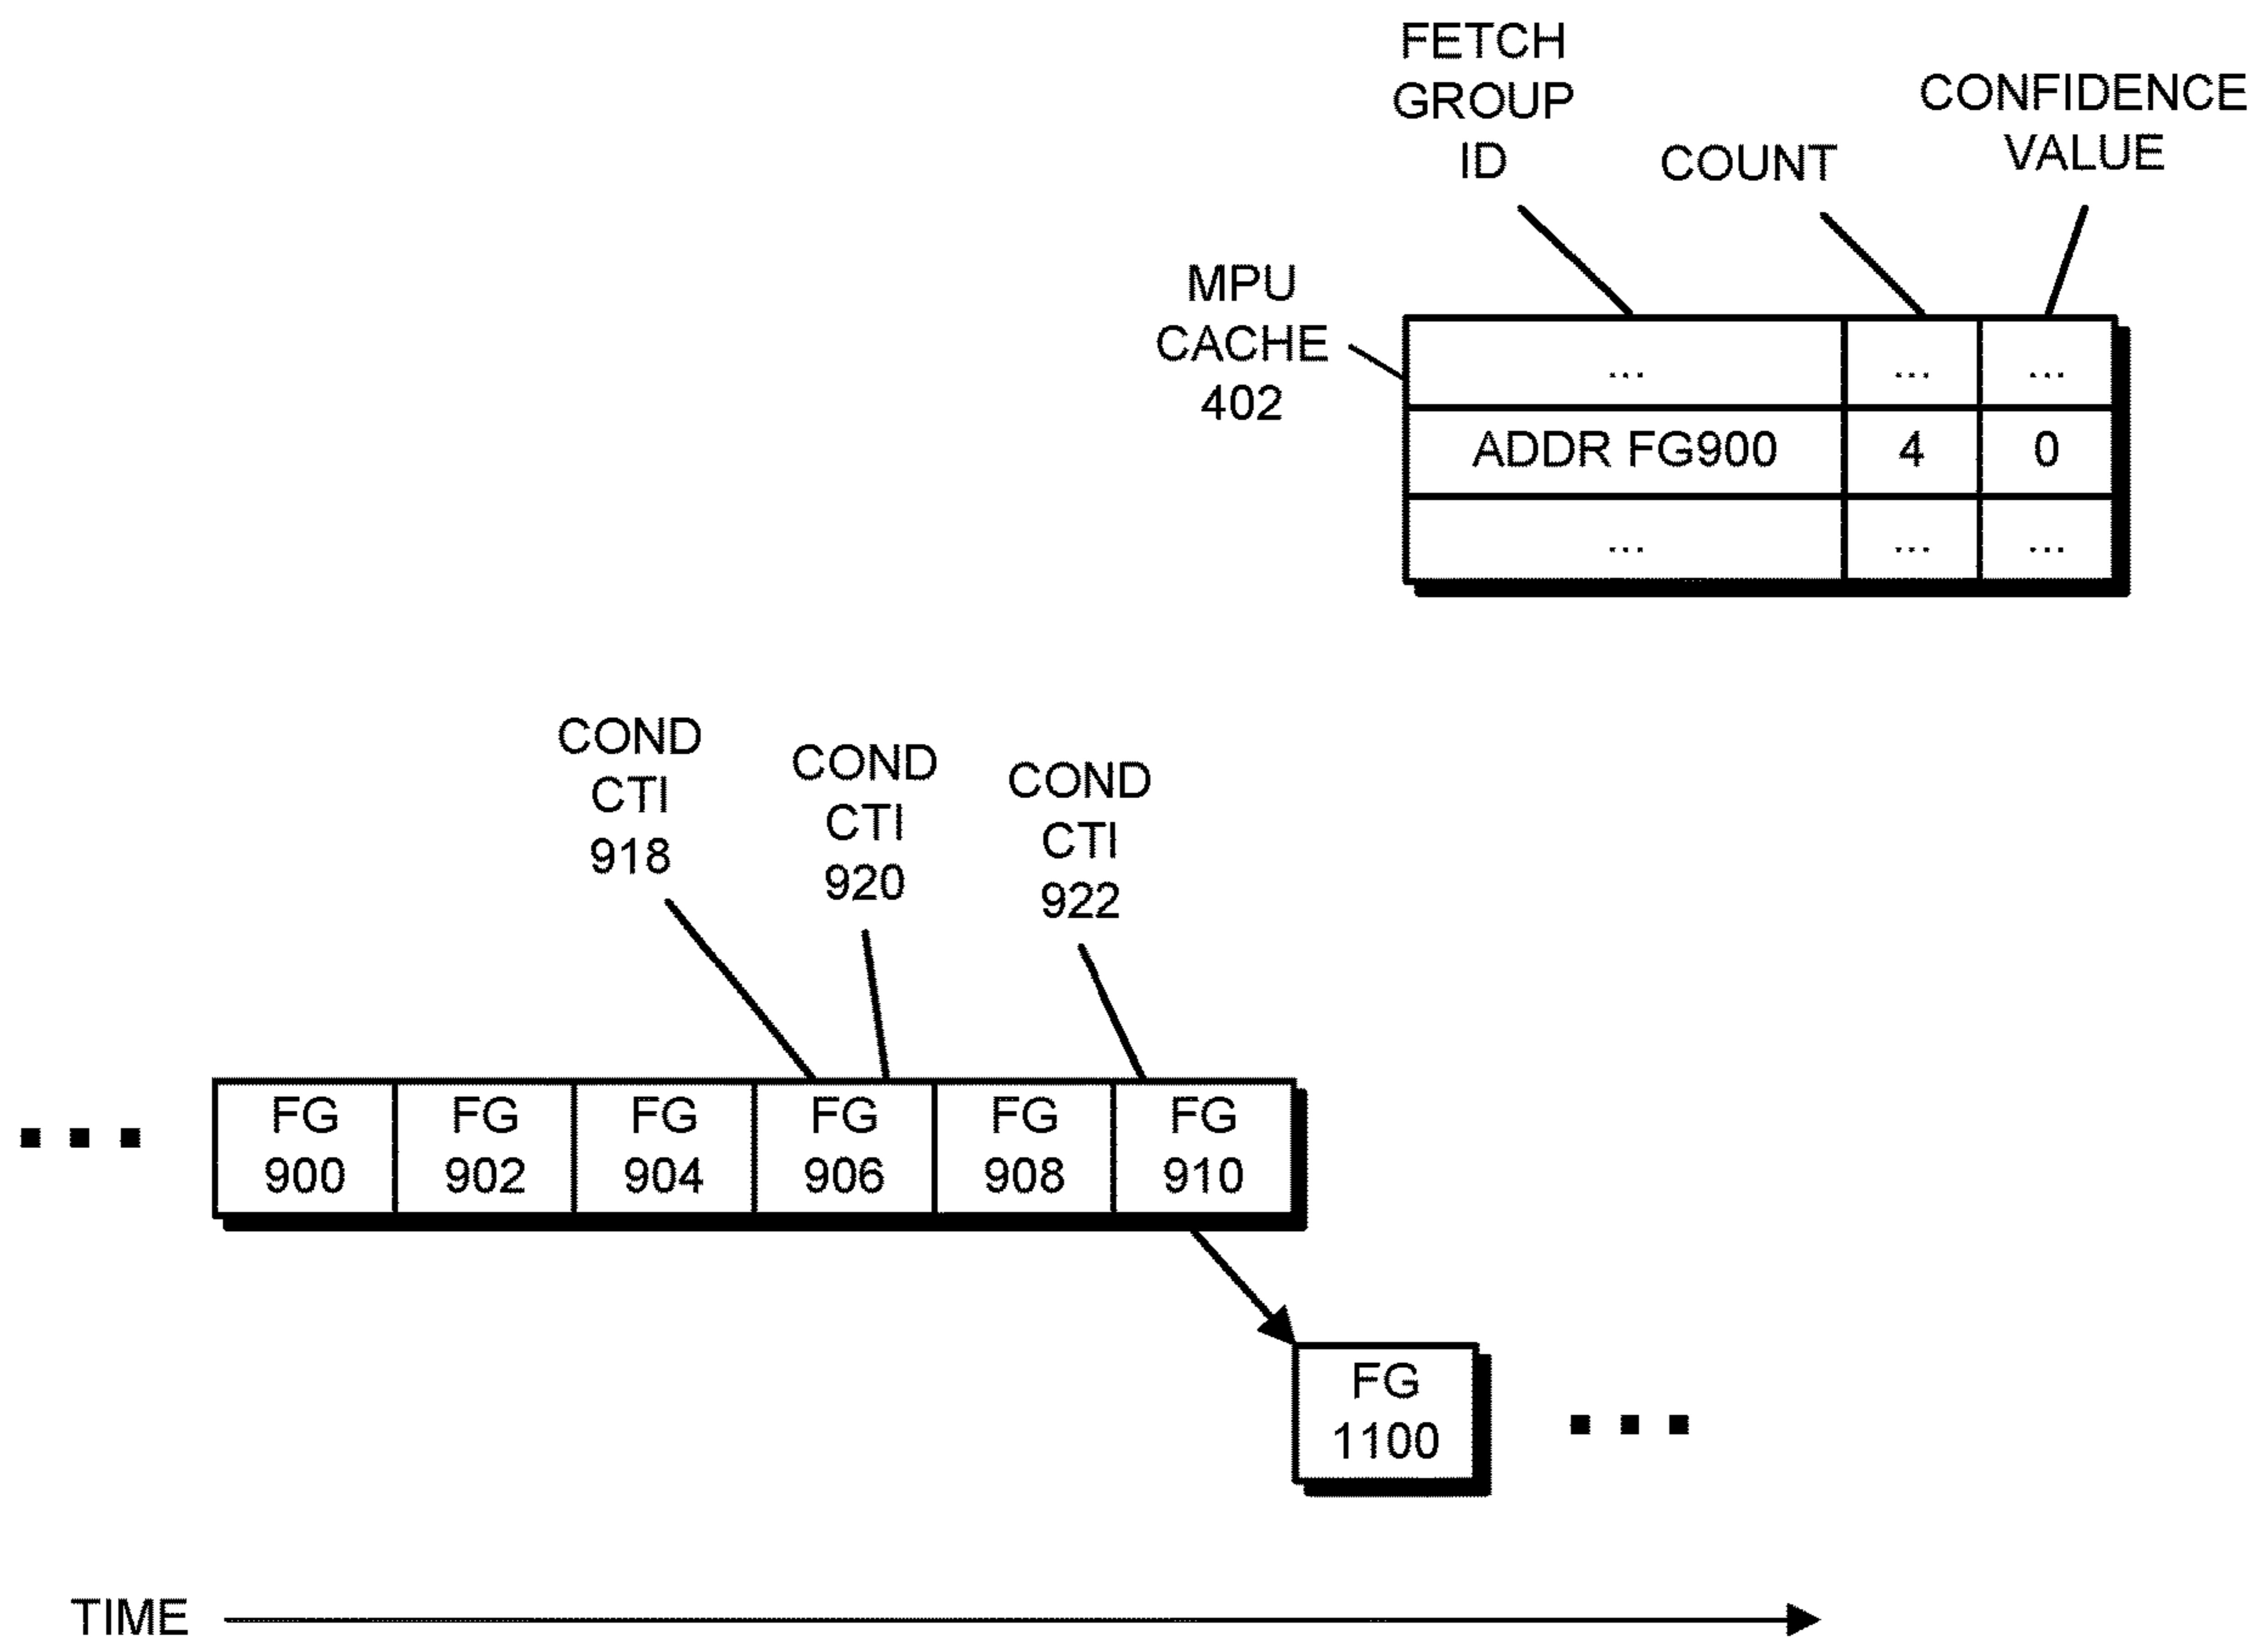 FETCH
GROUP
ID
COUNT
CONFIDENCE
VALUE
MPU
CACHE
402
... ... ...
ADDR FG900 4 0
... ... ...
COND
CTI
918
COND
CTI
920
COND
CTI
922
...
FG
900
FG
902
FG
904
FG
906
FG
908
FG
910
FG
1100
...
TIME